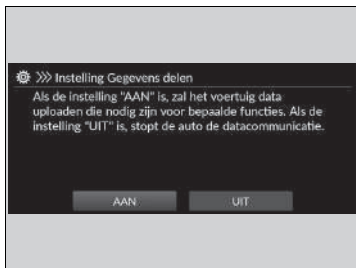 >>> Instelling Gegevens delen
Als de instelling "AAN" is, zal het voertuig data
uploaden die nodig zijn voor bepaalde functies. Als de
instelling "UIT" is, stopt de auto de datacommunicatie.
AAN
UIT